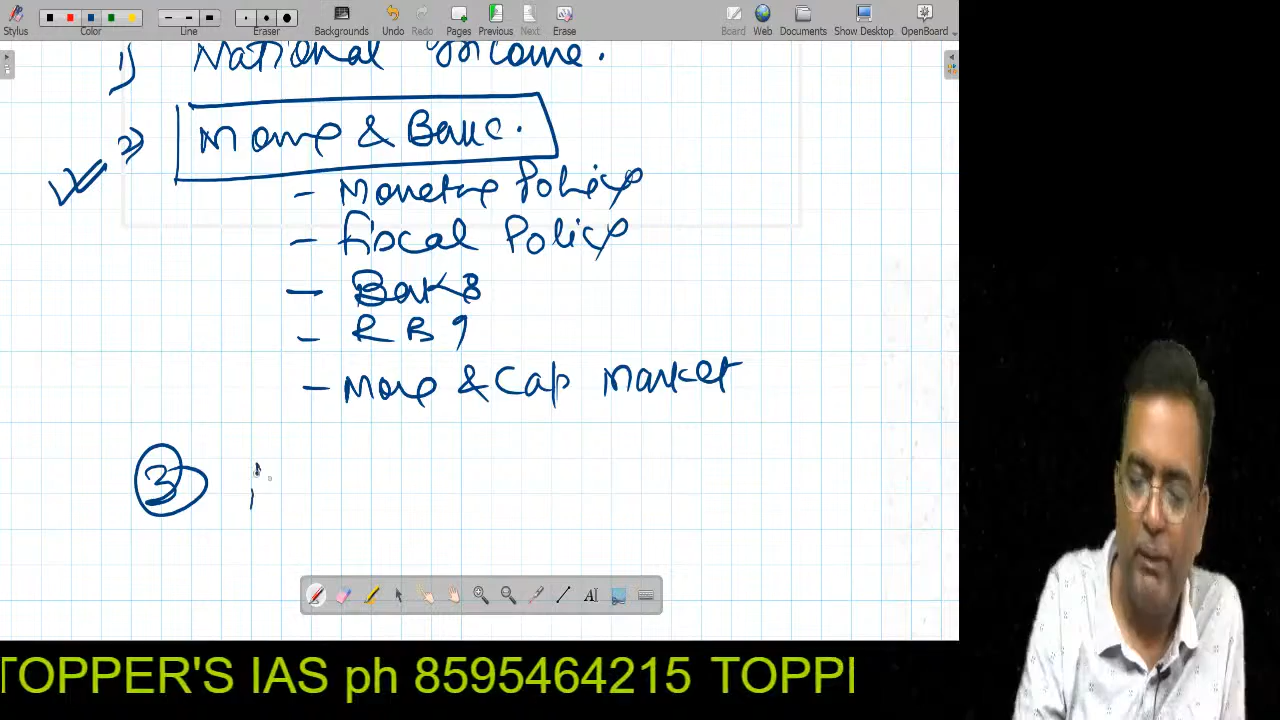 Stylus Color Line Eraser Backgrounds Undo Redo Pages Previous Next Erase Board Web Documents Show Desktop OpenBoard
1) National Income.
2) Money & Bank.
- Monetary Policy
- Fiscal Policy
- Banks
- RBI
- Money & Cap Market
3
TOPPER'S IAS ph 8595464215 TOPPI